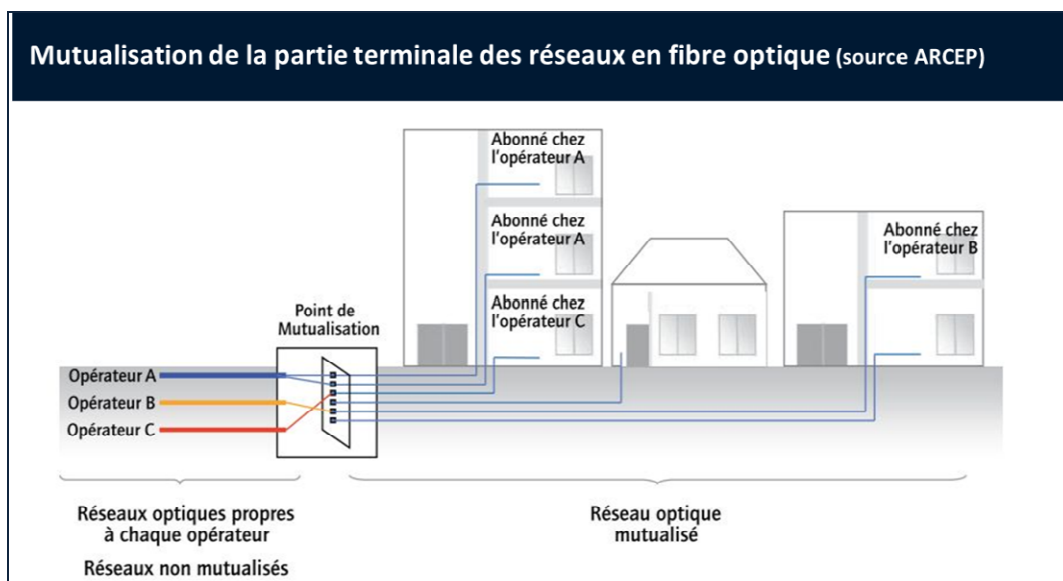 Mutualisation de la partie terminale des réseaux en fibre optique (source ARCEP)
Abonné chez
l'opérateur A
Abonné chez
l'opérateur A
Abonné chez
l'opérateur C
Abonné chez
l'opérateur B
Point de
Mutualisation
Opérateur A
Opérateur B
Opérateur C
Réseaux optiques propres
à chaque opérateur
Réseaux non mutualisés
Réseau optique
mutualisé